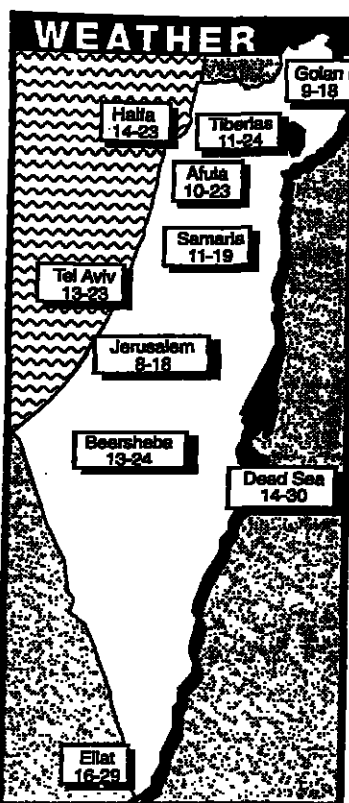 WEATHER
Golan
9-18
Haifa
14-23
Tiberias
11-24
Afula
10-23
Samaria
11-19
Tel Aviv
13-23
Jerusalem
8-18
Beersheba
13-24
Dead Sea
14-30
Eilat
16-29